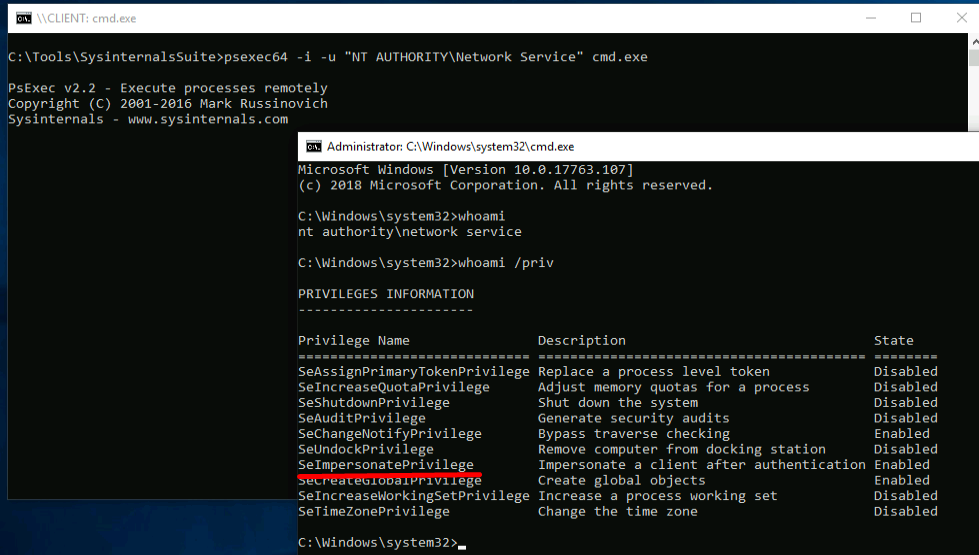 \\CLIENT: cmd.exe
C:\Tools\SysinternalsSuite>psexec64 -i -u "NT AUTHORITY\Network Service" cmd.exe
PsExec v2.2 - Execute processes remotely
Copyright (C) 2001-2016 Mark Russinovich
Sysinternals - www.sysinternals.com
Administrator: C:\Windows\system32\cmd.exe
Microsoft Windows [Version 10.0.17763.107]
(c) 2018 Microsoft Corporation. All rights reserved.
C:\Windows\system32>whoami
nt authority\network service
C:\Windows\system32>whoami /priv
PRIVILEGES INFORMATION
----------------------
Privilege Name Description State
============================= ========================================= ========
SeAssignPrimaryTokenPrivilege Replace a process level token Disabled
SeIncreaseQuotaPrivilege Adjust memory quotas for a process Disabled
SeShutdownPrivilege Shut down the system Disabled
SeAuditPrivilege Generate security audits Disabled
SeChangeNotifyPrivilege Bypass traverse checking Enabled
SeUndockPrivilege Remove computer from docking station Disabled
SeImpersonatePrivilege Impersonate a client after authentication Enabled
SeCreateGlobalPrivilege Create global objects Enabled
SeIncreaseWorkingSetPrivilege Increase a process working set Disabled
SeTimeZonePrivilege Change the time zone Disabled
C:\Windows\system32>